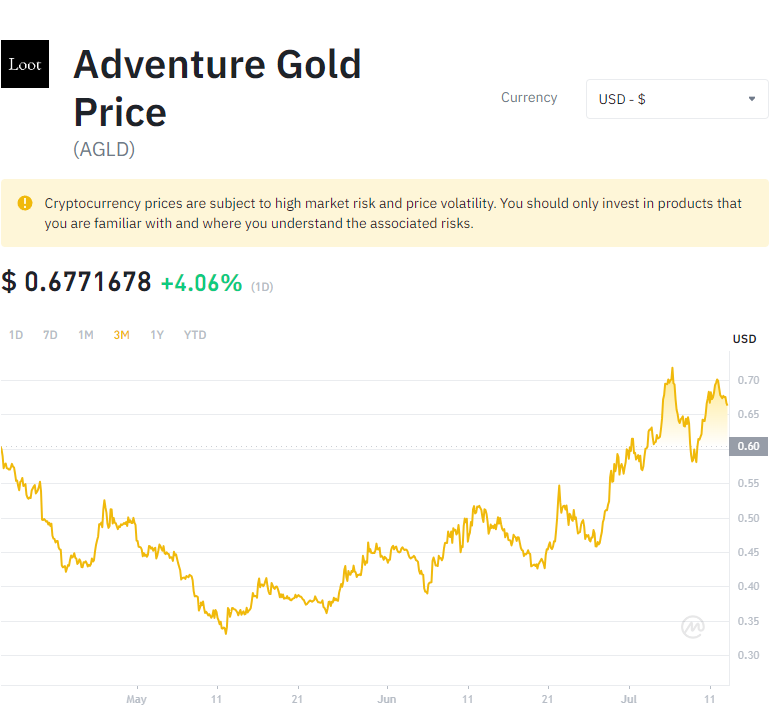 Loot
Adventure Gold
Price
(AGLD)
Currency
USD - $
Cryptocurrency prices are subject to high market risk and price volatility. You should only invest in products that
you are familiar with and where you understand the associated risks.
$ 0.6771678 +4.06% (1D)
1D 7D 1M 3M 1Y YTD
USD
0.70
0.65
0.60
0.55
0.50
0.45
0.40
0.35
0.30
May 11 21 Jun 11 21 Jul 11